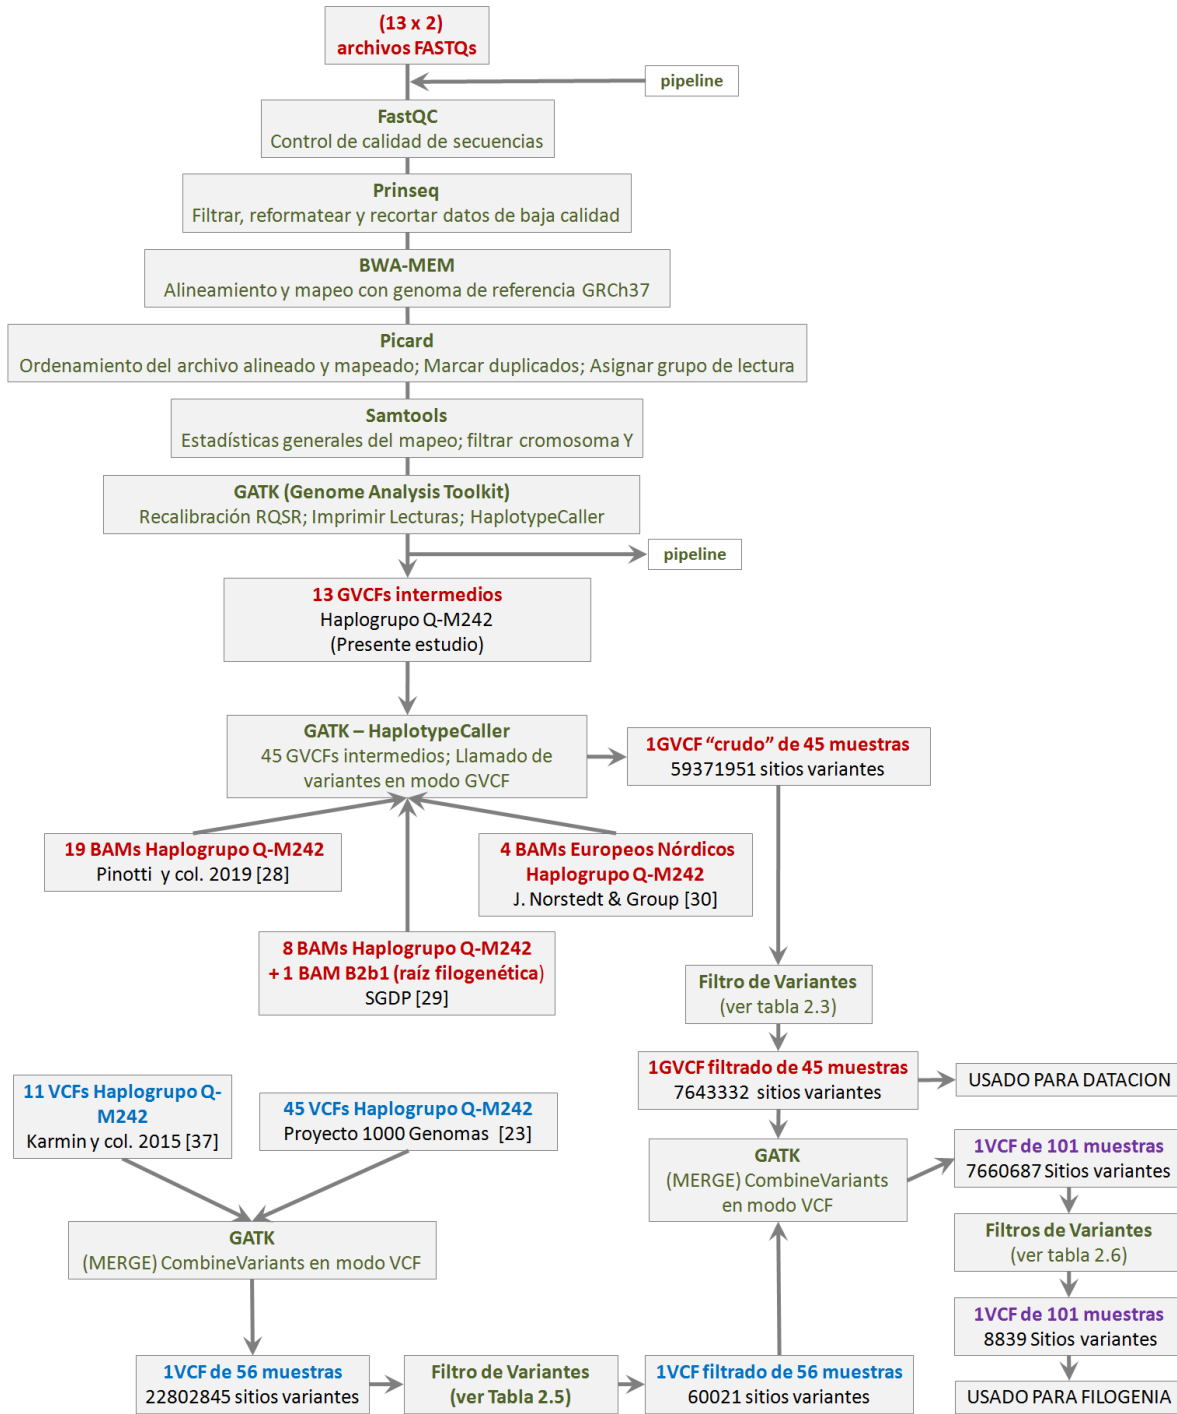 (13 x 2)
archivos FASTQs
pipeline
FastQC
Control de calidad de secuencias
Prinseq
Filtrar, reformatear y recortar datos de baja calidad
BWA-MEM
Alineamiento y mapeo con genoma de referencia GRCh37
Picard
Ordenamiento del archivo alineado y mapeado; Marcar duplicados; Asignar grupo de lectura
Samtools
Estadísticas generales del mapeo; filtrar cromosoma Y
GATK (Genome Analysis Toolkit)
Recalibración RQSR; Imprimir Lecturas; HaplotypeCaller
pipeline
13 GVCFs intermedios
Haplogrupo Q-M242
(Presente estudio)
GATK – HaplotypeCaller
45 GVCFs intermedios; Llamado de
variantes en modo GVCF
1GVCF “crudo” de 45 muestras
59371951 sitios variantes
19 BAMs Haplogrupo Q-M242
Pinotti y col. 2019 [28]
4 BAMs Europeos Nórdicos
Haplogrupo Q-M242
J. Norstedt & Group [30]
8 BAMs Haplogrupo Q-M242
+ 1 BAM B2b1 (raíz filogenética)
SGDP [29]
Filtro de Variantes
(ver tabla 2.3)
1GVCF filtrado de 45 muestras
7643332 sitios variantes
USADO PARA DATACION
11 VCFs Haplogrupo Q-
M242
Karmin y col. 2015 [37]
45 VCFs Haplogrupo Q-M242
Proyecto 1000 Genomas [23]
GATK
(MERGE) CombineVariants
en modo VCF
1VCF de 101 muestras
7660687 Sitios variantes
GATK
(MERGE) CombineVariants en modo VCF
Filtros de Variantes
(ver tabla 2.6)
1VCF de 101 muestras
8839 Sitios variantes
1VCF de 56 muestras
22802845 sitios variantes
Filtro de Variantes
(ver Tabla 2.5)
1VCF filtrado de 56 muestras
60021 sitios variantes
USADO PARA FILOGENIA